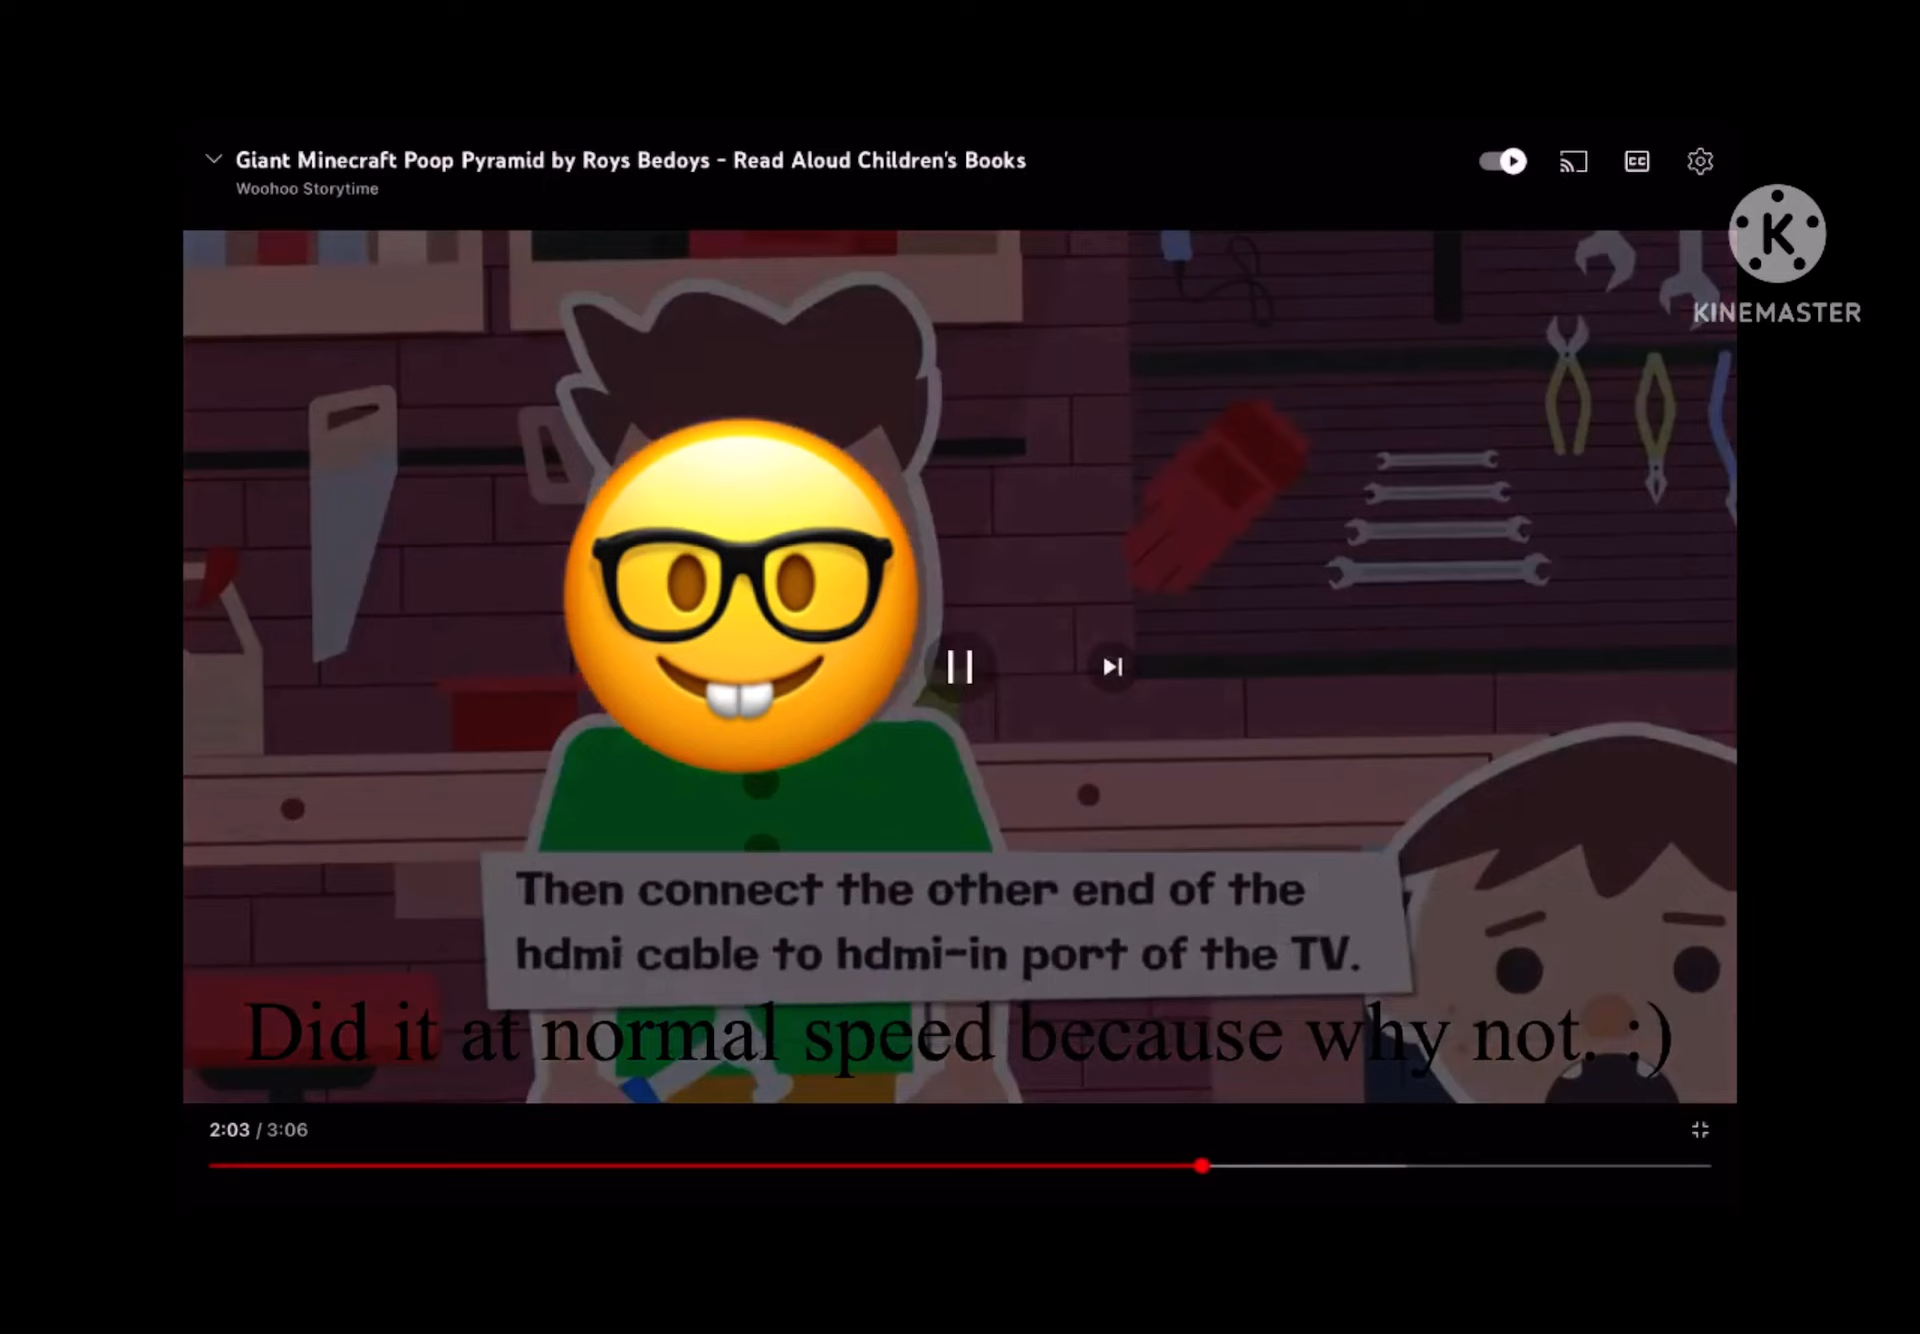 Giant Minecraft Poop Pyramid by Roys Bedoys - Read Aloud Children's Books
Woohoo Storytime
CC
K
KINEMASTER
Then connect the other end of the
hdmi cable to hdmi-in port of the TV.
Did it at normal speed because why not. :)
2:03 / 3:06